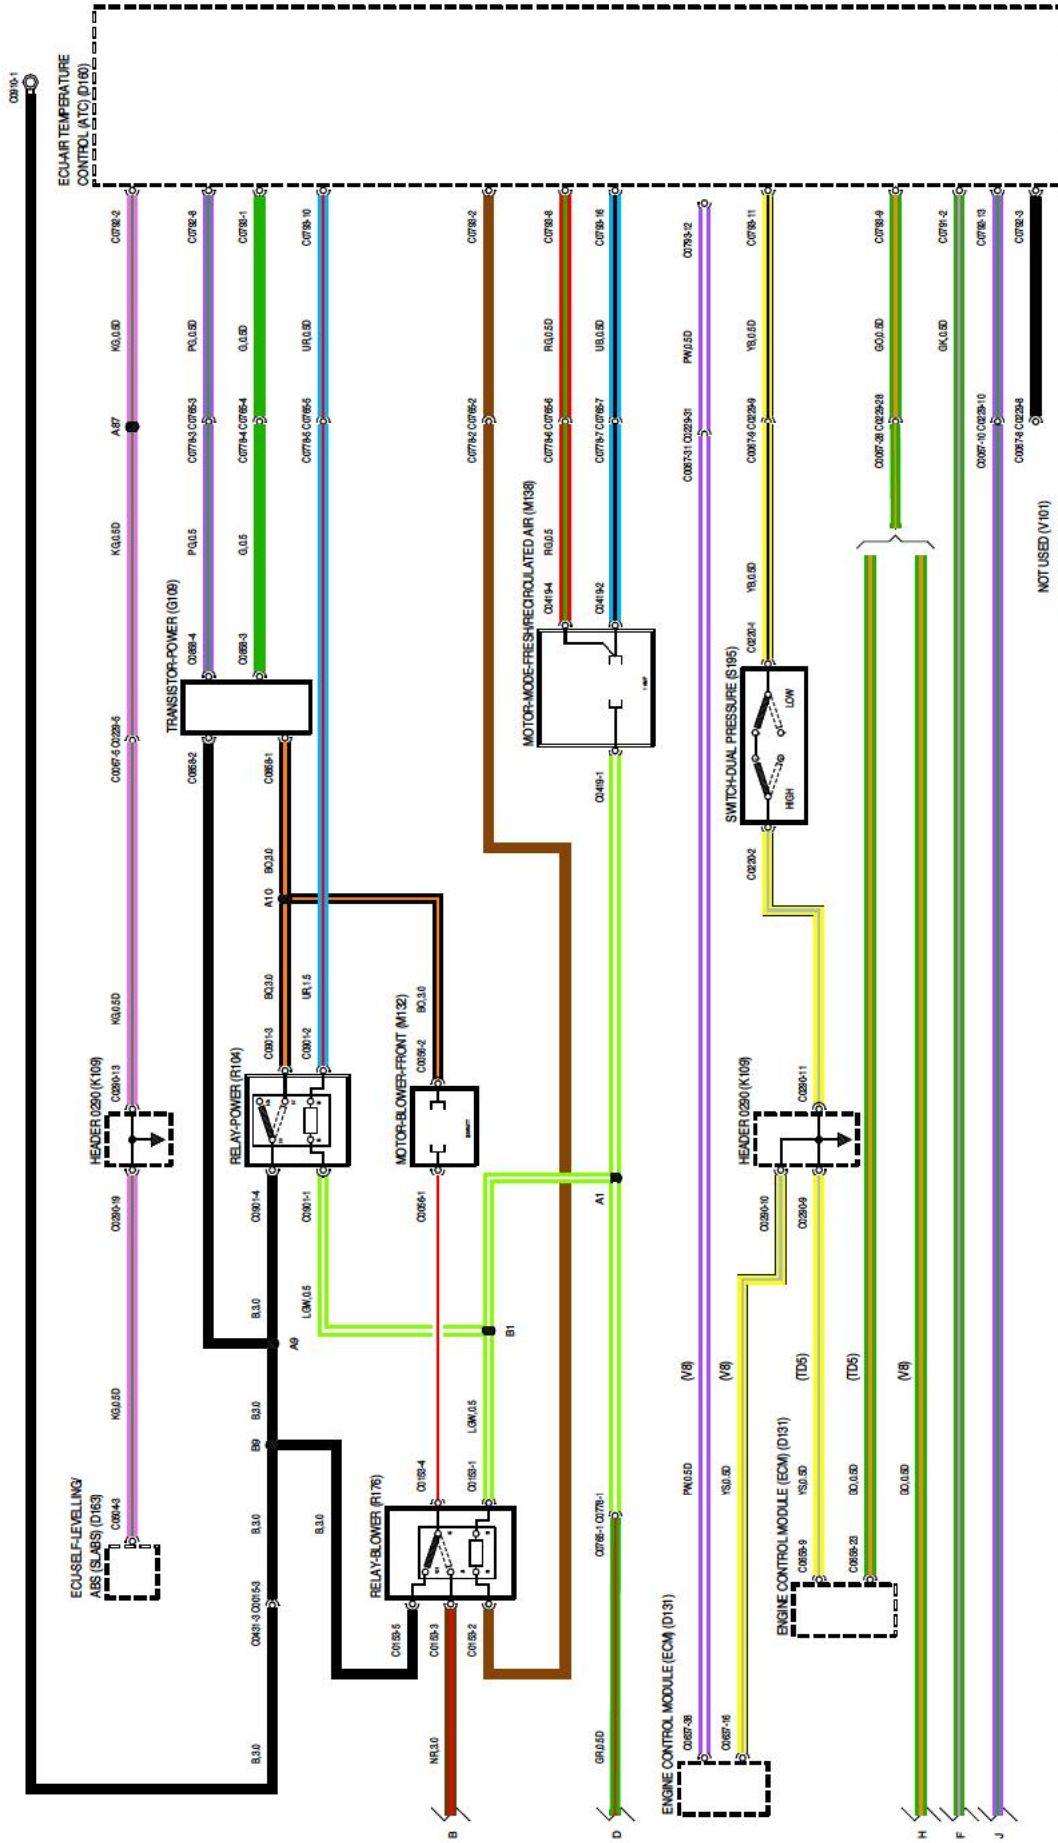 C0910-1
ECU-AIR TEMPERATURE
CONTROL (ATC) (D160)
C0792-2
KG,0.5D
A87
KG,0.5D
C0067-5 C0229-5
KG,0.5D
C0290-13
HEADER 0290 (K109)
C0290-19
KG,0.5D
C0504-3
ECU-SELF-LEVELLING/
ABS (SLABS) (D163)
C0792-8
PG,0.5D
C0778-3 C0765-3
PG,0.5
C0658-4
C0793-1
G,0.5D
C0778-4 C0765-4
G,0.5
C0658-3
TRANSISTOR-POWER (G109)
C0658-2
C0658-1
BO,3.0
A10
BO,3.0
C0901-3
C0793-10
UR,0.5D
C0778-5 C0765-5
UR,1.5
C0901-2
RELAY-POWER (R104)
C0901-4
C0901-1
B,3.0
A9
LGW,0.5
B,3.0
B9
B,3.0
C0431-3 C0015-3
B,3.0
B,3.0
BO,3.0
C0056-2
MOTOR-BLOWER-FRONT (M132)
C0056-1
C0153-4
LGW,0.5
C0153-1
B1
RELAY-BLOWER (R176)
C0153-5
C0153-3
C0153-2
NR,3.0
B
C0793-2
C0778-2 C0765-2
C0793-8
RG,0.5D
C0778-6 C0765-6
RG,0.5
C0419-4
C0793-16
UB,0.5D
C0778-7 C0765-7
C0419-2
MOTOR-MODE-FRESH/RECIRCULATED AIR (M138)
C0419-1
A1
C0765-1 C0778-1
GR,0.5D
D
C0793-12
PW,0.5D
C0067-31 C0229-31
(V8)
PW,0.5D
C0637-38
ENGINE CONTROL MODULE (ECM) (D131)
C0793-11
YB,0.5D
C0067-9 C0229-9
YB,0.5D
C0220-1
SWITCH-DUAL PRESSURE (S195)
LOW
HIGH
C0220-2
C0290-11
HEADER 0290 (K109)
C0290-10
C0290-9
(V8)
YS,0.5D
C0637-16
(TD5)
YS,0.5D
C0658-9
ENGINE CONTROL MODULE (ECM) (D131)
C0793-9
GO,0.5D
C0067-28 C0229-28
(TD5)
GO,0.5D
C0658-23
(V8)
GO,0.5D
H
C0791-2
GK,0.5D
F
C0792-13
C0067-10 C0229-10
J
C0792-3
C0067-8 C0229-8
NOT USED (V101)